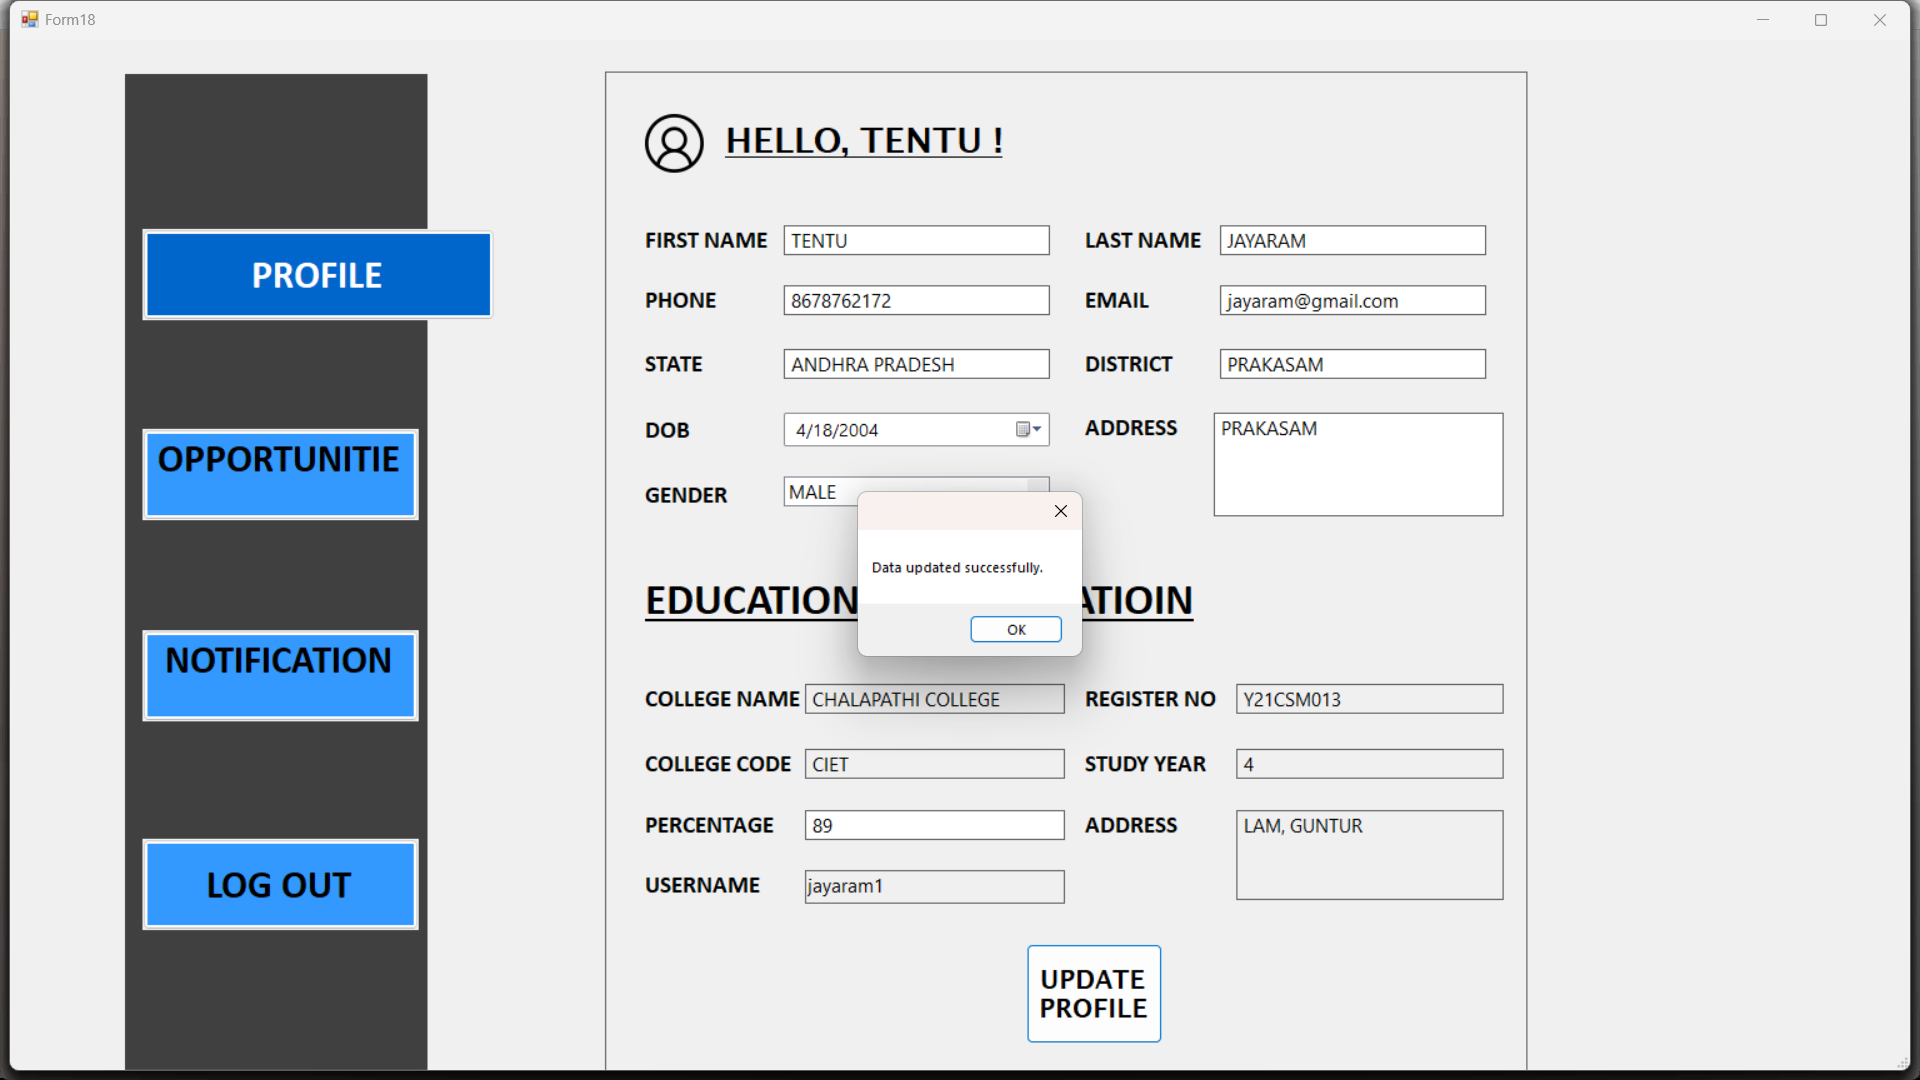 Form18
HELLO, TENTU !
PROFILE
OPPORTUNITIE
NOTIFICATION
LOG OUT
FIRST NAME TENTU LAST NAME JAYARAM
PHONE 8678762172 EMAIL jayaram@gmail.com
STATE ANDHRA PRADESH DISTRICT PRAKASAM
DOB 4/18/2004 ADDRESS PRAKASAM
GENDER MALE
Data updated successfully.
OK
EDUCATION ATIOIN
COLLEGE NAME CHALAPATHI COLLEGE REGISTER NO Y21CSM013
COLLEGE CODE CIET STUDY YEAR 4
PERCENTAGE 89 ADDRESS LAM, GUNTUR
USERNAME jayaram1
UPDATE
PROFILE